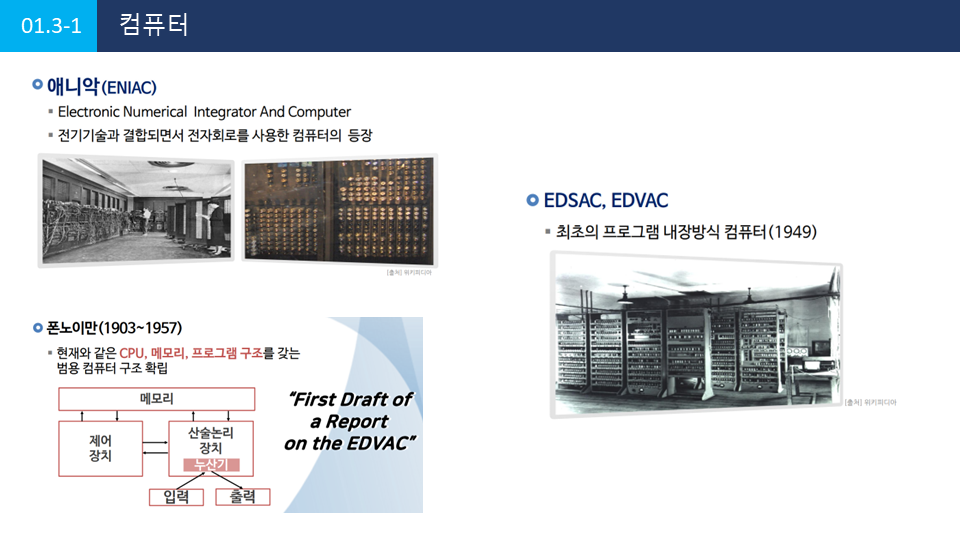 01.3-1 컴퓨터
애니악(ENIAC)
Electronic Numerical Integrator And Computer
전기기술과 결합되면서 전자회로를 사용한 컴퓨터의 등장
[출처] 위키피디아
폰노이만(1903~1957)
현재와 같은 CPU, 메모리, 프로그램 구조를 갖는
범용 컴퓨터 구조 확립
메모리
제어
장치
산술논리
장치
누산기
입력
출력
“First Draft of
a Report
on the EDVAC”
EDSAC, EDVAC
최초의 프로그램 내장방식 컴퓨터(1949)
[출처] 위키피디아